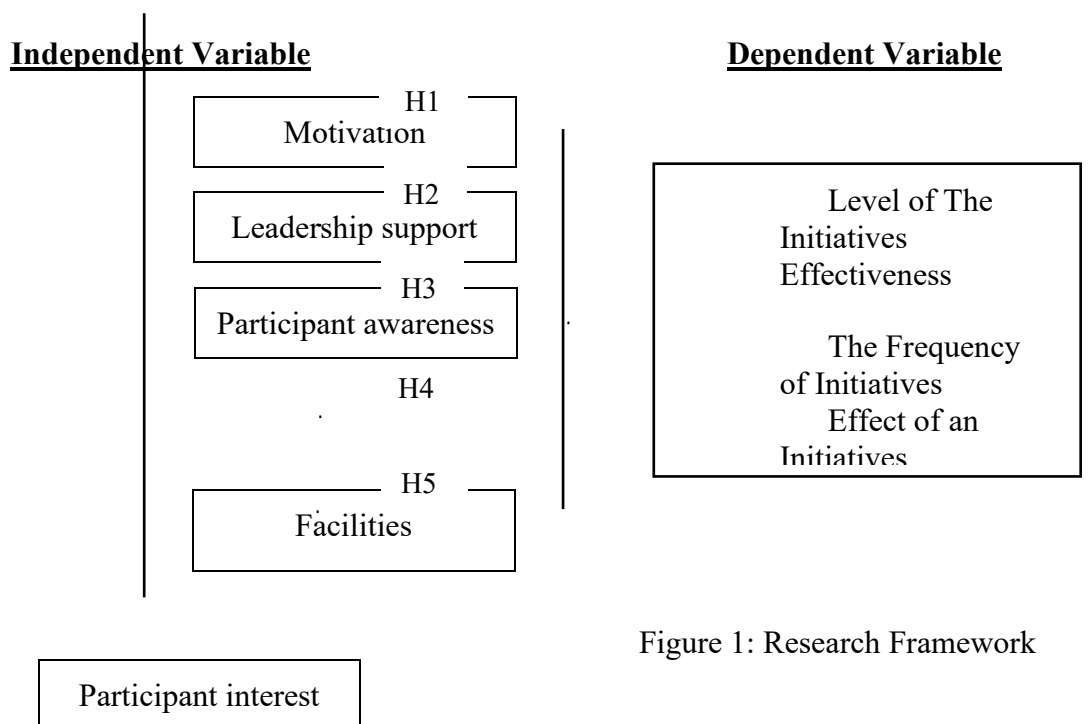 Independent Variable
Dependent Variable
H1
Motivation
H2
Leadership support
H3
Participant awareness
H4
H5
Facilities
Level of The
Initiatives
Effectiveness
The Frequency
of Initiatives
Effect of an
Initiatives
Figure 1: Research Framework
Participant interest